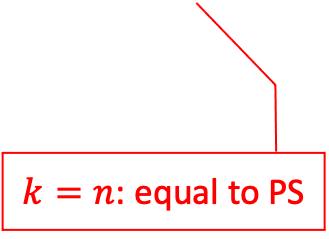 k = n: equal to PS